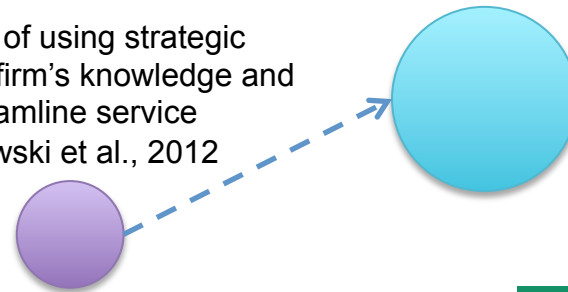 of using strategic
firm's knowledge and
amline service
wski et al., 2012